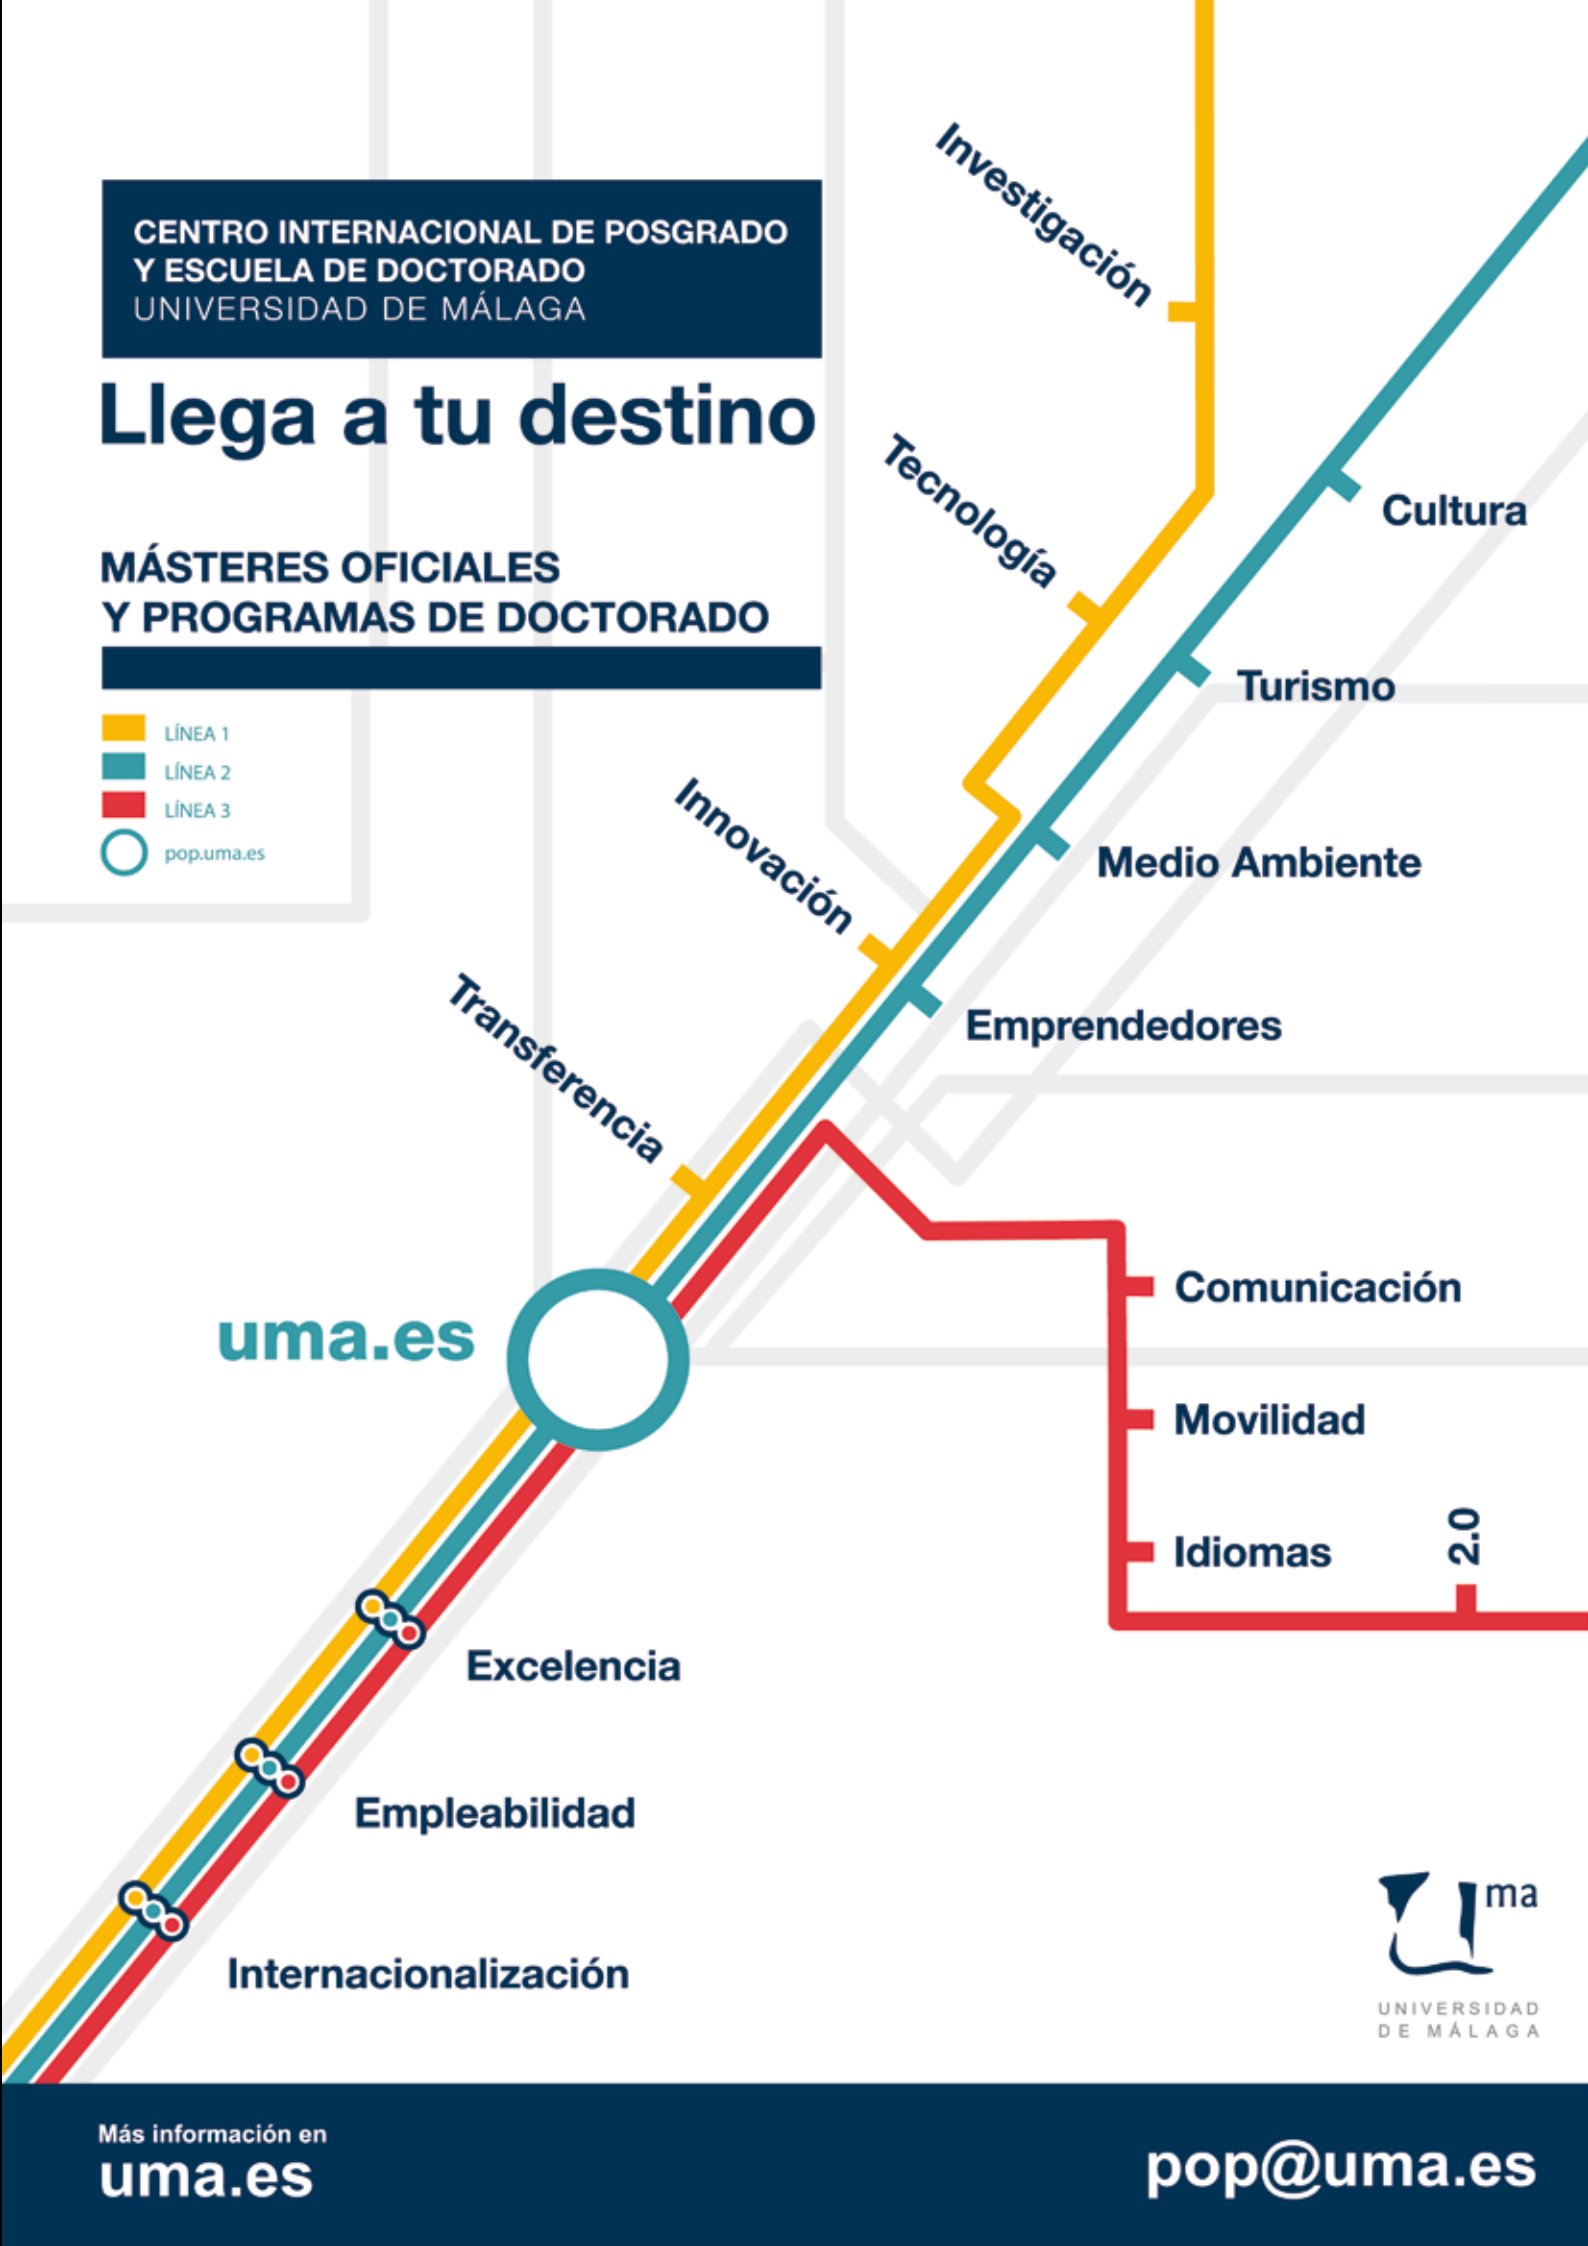 CENTRO INTERNACIONAL DE POSGRADO
Y ESCUELA DE DOCTORADO
UNIVERSIDAD DE MÁLAGA
Llega a tu destino
MÁSTERES OFICIALES
Y PROGRAMAS DE DOCTORADO
LÍNEA 1
LÍNEA 2
LÍNEA 3
pop.uma.es
Investigación
Tecnología
Innovación
Transferencia
Cultura
Turismo
Medio Ambiente
Emprendedores
uma.es
Comunicación
Movilidad
Idiomas
2.0
Excelencia
Empleabilidad
Internacionalización
uma
UNIVERSIDAD
DE MÁLAGA
Más información en
uma.es
pop@uma.es